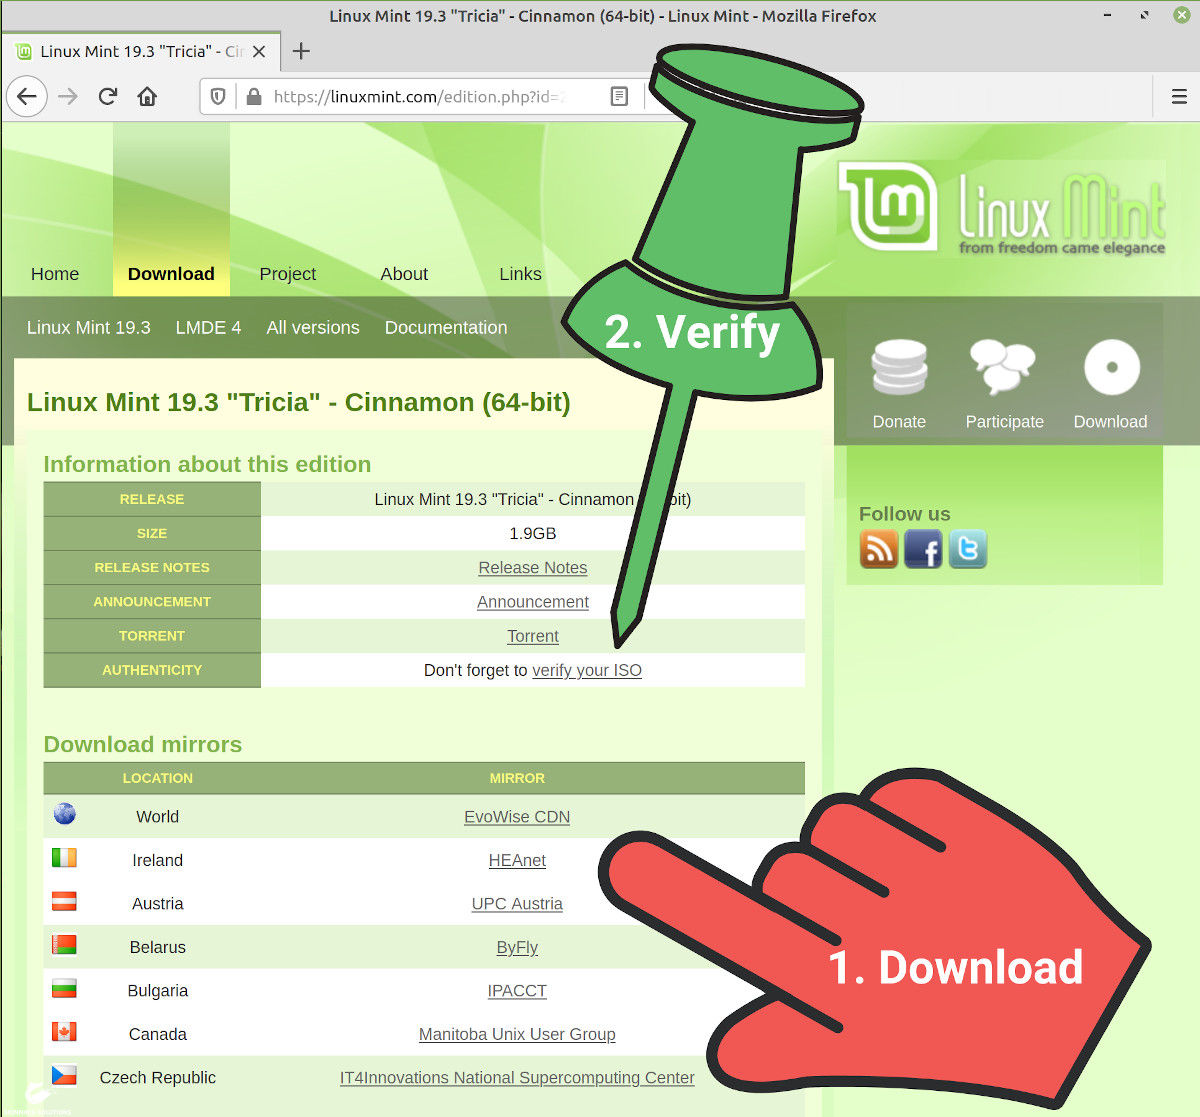 Linux Mint 19.3 "Tricia" - Cinnamon (64-bit) - Linux Mint - Mozilla Firefox
Linux Mint 19.3 "Tricia" - Cin
https://linuxmint.com/edition.php?id=2
Linux Mint
from freedom came elegance
Home Download Project About Links
Linux Mint 19.3 LMDE 4 All versions Documentation
2. Verify
Donate Participate Download
Linux Mint 19.3 "Tricia" - Cinnamon (64-bit)
Information about this edition
RELEASE Linux Mint 19.3 "Tricia" - Cinnamon bit)
SIZE 1.9GB
RELEASE NOTES Release Notes
ANNOUNCEMENT Announcement
TORRENT Torrent
AUTHENTICITY Don't forget to verify your ISO
Follow us
Download mirrors
LOCATION MIRROR
World EvoWise CDN
Ireland HEAnet
Austria UPC Austria
Belarus ByFly
Bulgaria IPACCT
Canada Manitoba Unix User Group
Czech Republic IT4Innovations National Supercomputing Center
1. Download